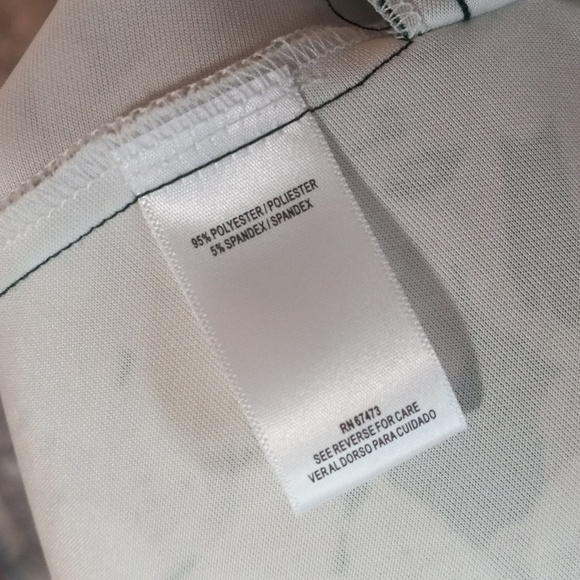 95% POLYESTER / POLIESTER
5% SPANDEX / SPANDEX
RN 67473
SEE REVERSE FOR CARE
VER AL DORSO PARA CUIDADO